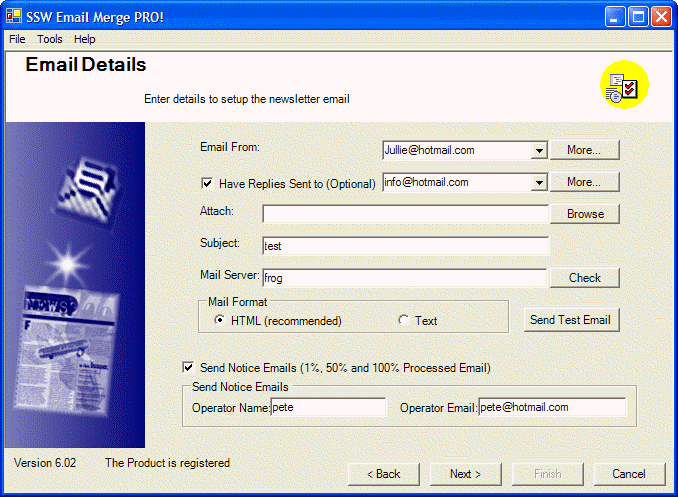 SSW Email Merge PRO!
File Tools Help
Email Details
Enter details to setup the newsletter email
Email From: Jullie@hotmail.com More...
Have Replies Sent to (Optional) info@hotmail.com More...
Attach: Browse
Subject: test
Mail Server: frog Check
Mail Format
HTML (recommended) Text Send Test Email
NEWS?
Send Notice Emails (1%, 50% and 100% Processed Email)
Send Notice Emails
Operator Name: pete Operator Email: pete@hotmail.com
Version 6.02 The Product is registered
< Back Next > Finish Cancel